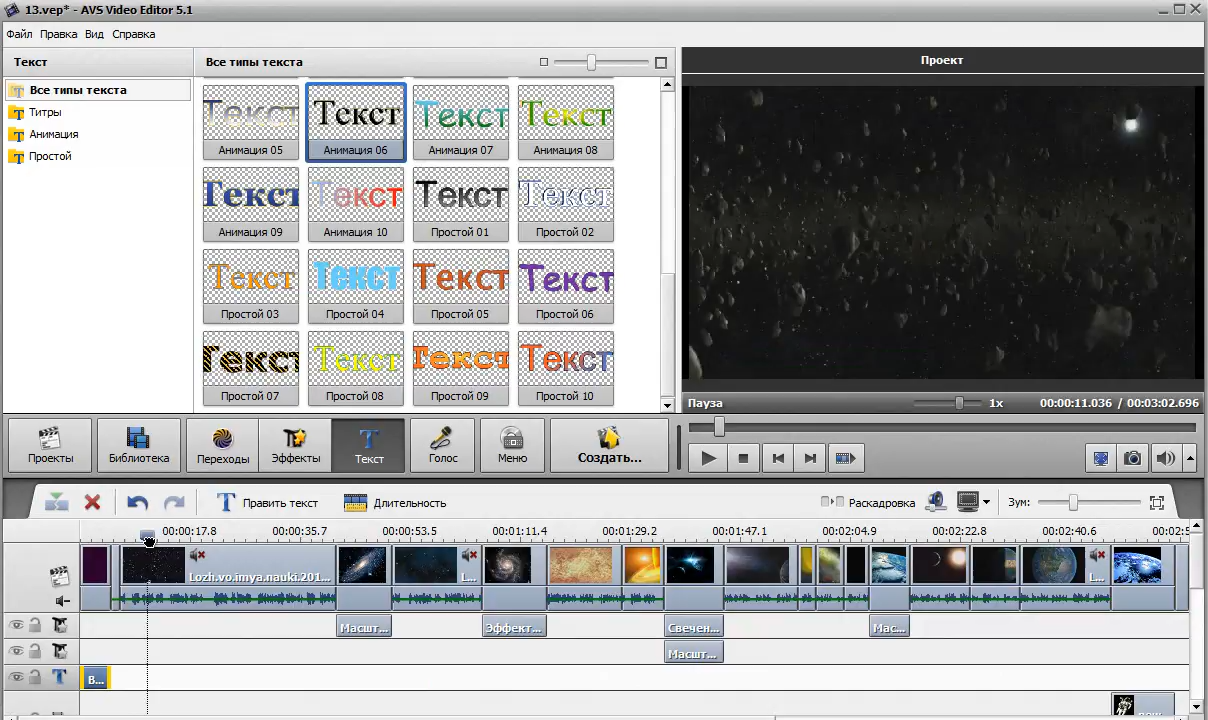 13.vep* - AVS Video Editor 5.1
Файл Правка Вид Справка
Текст
Все типы текста
Проект
Все типы текста
Титры
Анимация
Простой
Текст Текст Текст Текст
Анимация 05 Анимация 06 Анимация 07 Анимация 08
Текст Текст Текст Текст
Анимация 09 Анимация 10 Простой 01 Простой 02
Текст Текст Текст Текст
Простой 03 Простой 04 Простой 05 Простой 06
Текст Текст Текст Текст
Простой 07 Простой 08 Простой 09 Простой 10
Пауза 1x 00:00:11.036 / 00:03:02.696
Проекты Библиотека Переходы Эффекты Текст Голос Меню Создать...
Править текст Длительность Раскадровка Зум:
00:00:17.8 00:00:35.7 00:00:53.5 00:01:11.4 00:01:29.2 00:01:47.1 00:02:04.9 00:02:22.8 00:02:40.6 00:02:5
Lozh.vo.imya.nauki.201... L... L...
Масшт... Эффект... Свечен... Мас...
Масшт...
В...